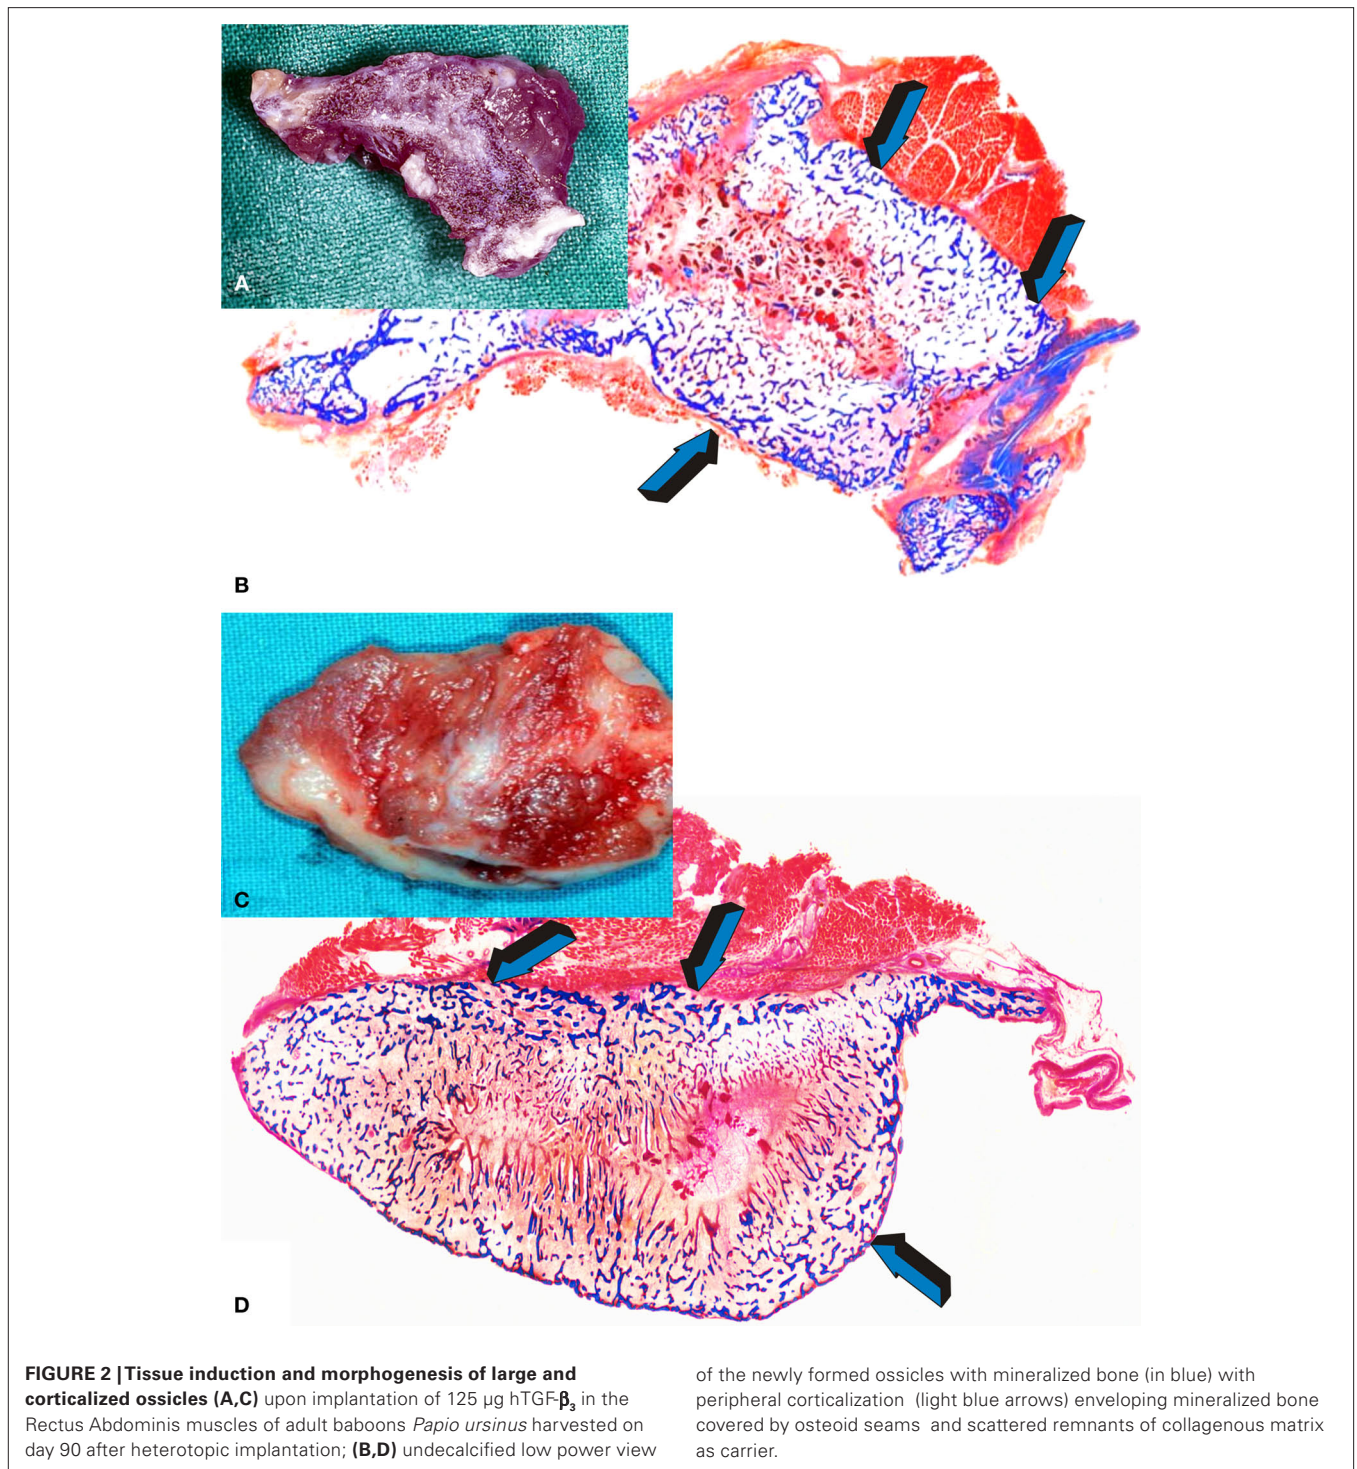 A
B
C
D
FIGURE 2 | Tissue induction and morphogenesis of large and
corticalized ossicles (A,C) upon implantation of 125 μg hTGF-β₃ in the
Rectus Abdominis muscles of adult baboons Papio ursinus harvested on
day 90 after heterotopic implantation; (B,D) undecalcified low power view
of the newly formed ossicles with mineralized bone (in blue) with
peripheral corticalization (light blue arrows) enveloping mineralized bone
covered by osteoid seams and scattered remnants of collagenous matrix
as carrier.